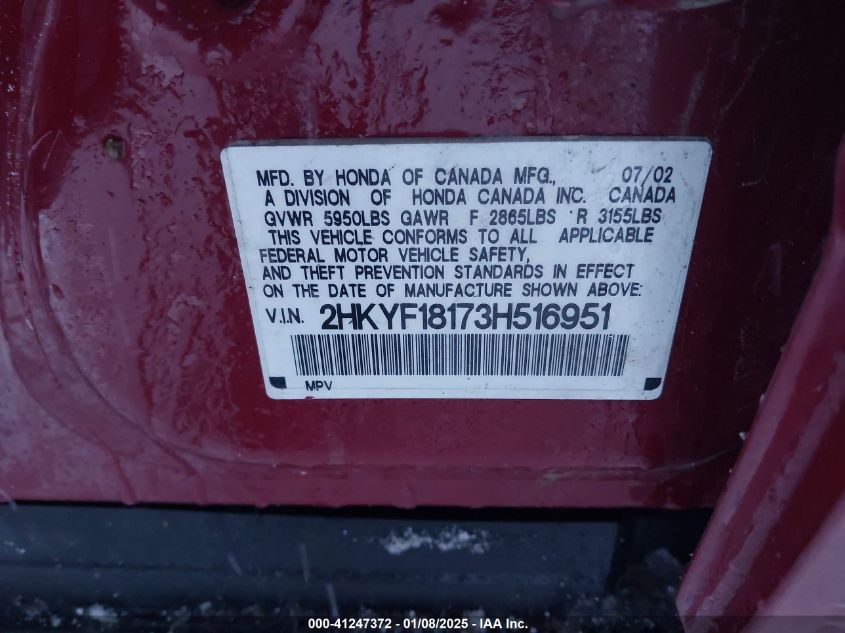 MFD. BY HONDA OF CANADA MFG., 07/02
A DIVISION OF HONDA CANADA INC. CANADA
GVWR 5950LBS GAWR F 2865LBS R 3155LBS
THIS VEHICLE CONFORMS TO ALL APPLICABLE
FEDERAL MOTOR VEHICLE SAFETY,
AND THEFT PREVENTION STANDARDS IN EFFECT
ON THE DATE OF MANUFACTURE SHOWN ABOVE:
V.I.N. 2HKYF18173H516951
MPV
000-41247372 - 01/08/2025 - IAA Inc.